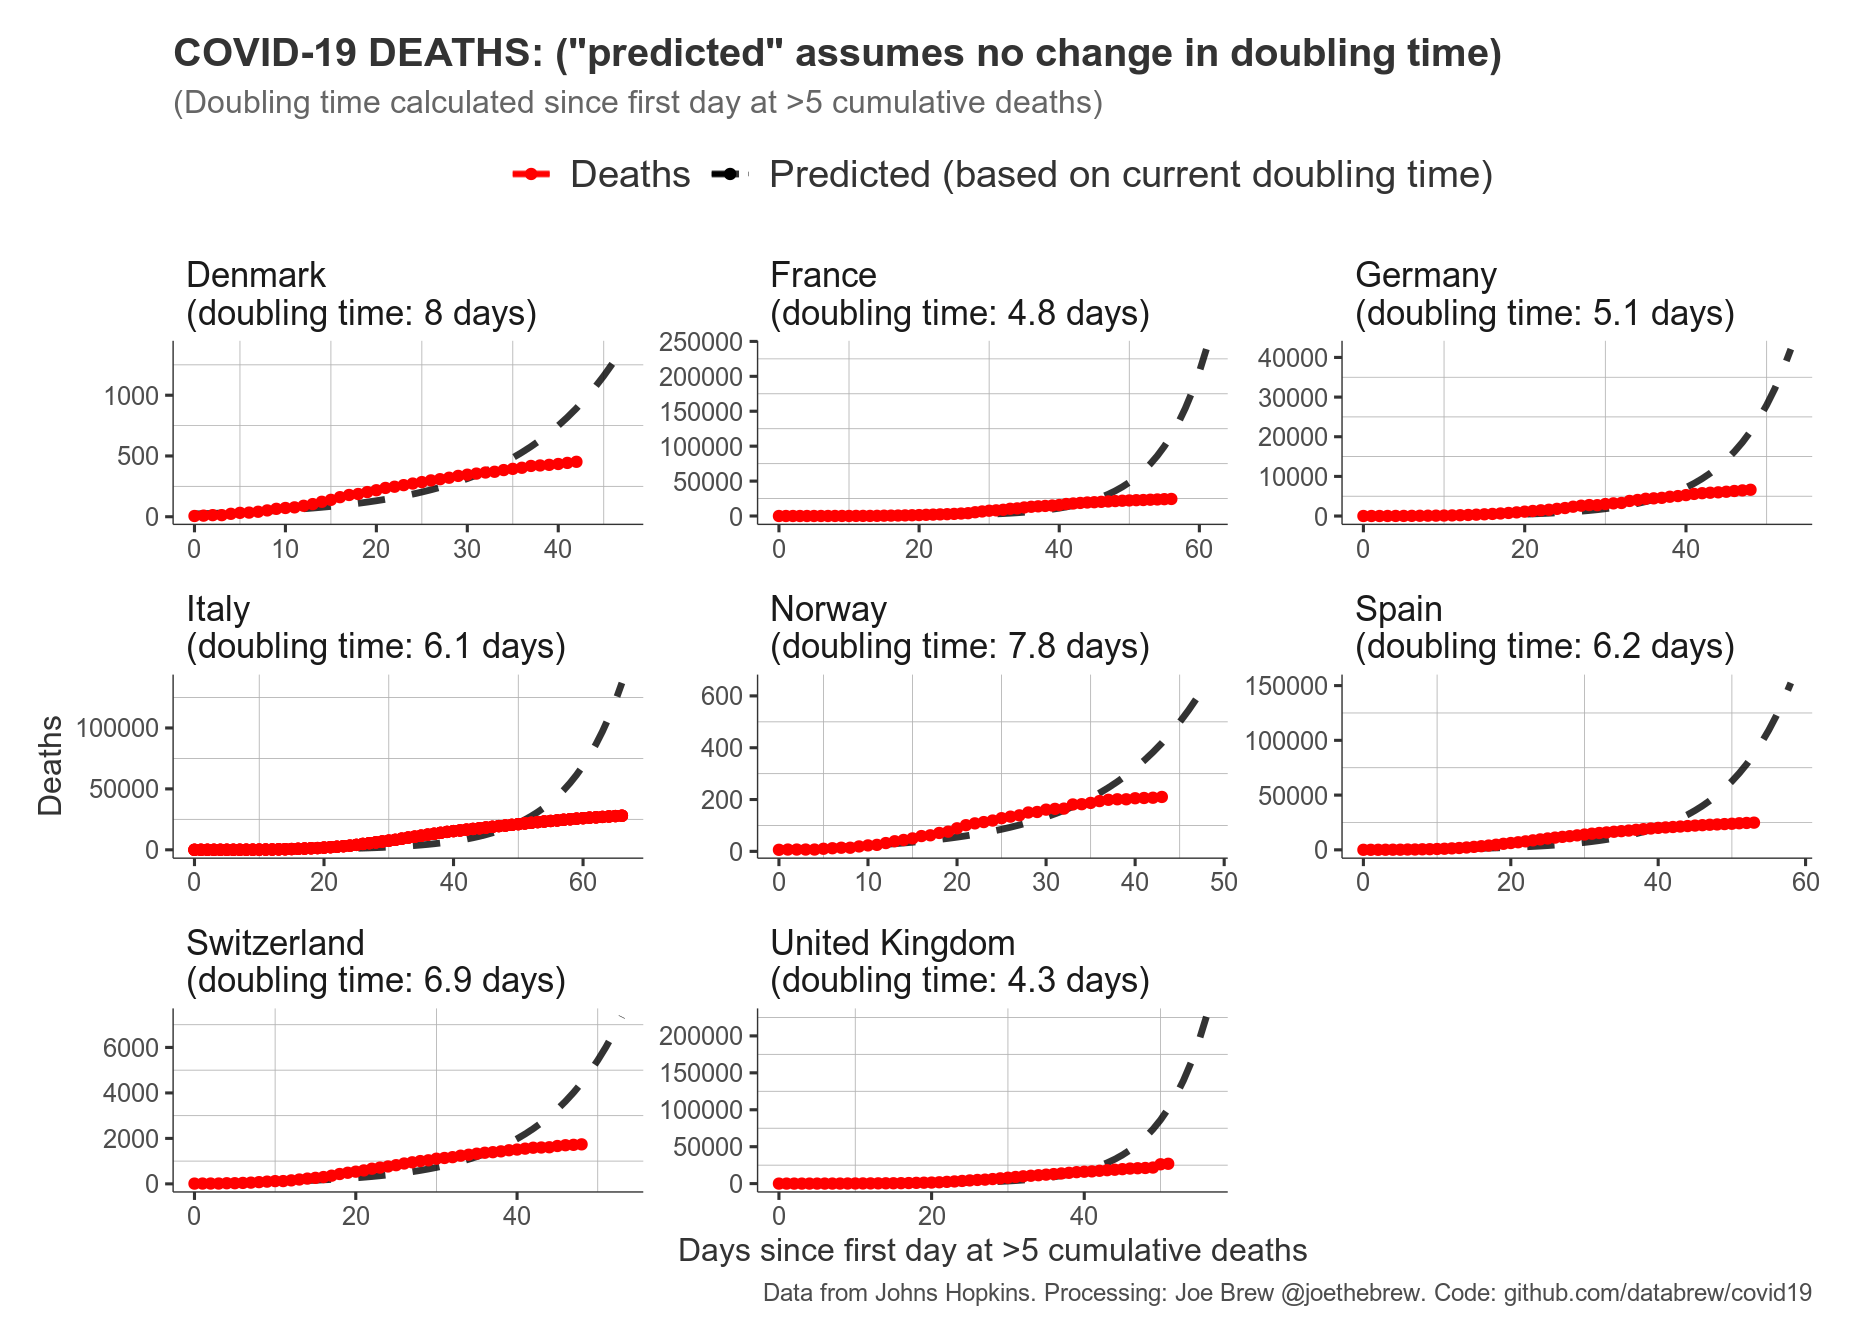 COVID-19 DEATHS: ("predicted" assumes no change in doubling time)
(Doubling time calculated since first day at >5 cumulative deaths)
Deaths Predicted (based on current doubling time)
Denmark
(doubling time: 8 days)
1000
500
0
0 10 20 30 40
France
(doubling time: 4.8 days)
250000
200000
150000
100000
50000
0
0 20 40 60
Germany
(doubling time: 5.1 days)
40000
30000
20000
10000
0
0 20 40
Deaths
Italy
(doubling time: 6.1 days)
100000
50000
0
0 20 40 60
Norway
(doubling time: 7.8 days)
600
400
200
0
0 10 20 30 40 50
Spain
(doubling time: 6.2 days)
150000
100000
50000
0
0 20 40 60
Switzerland
(doubling time: 6.9 days)
6000
4000
2000
0
0 20 40
United Kingdom
(doubling time: 4.3 days)
200000
150000
100000
50000
0
0 20 40
Days since first day at >5 cumulative deaths
Data from Johns Hopkins. Processing: Joe Brew @joethebrew. Code: github.com/databrew/covid19